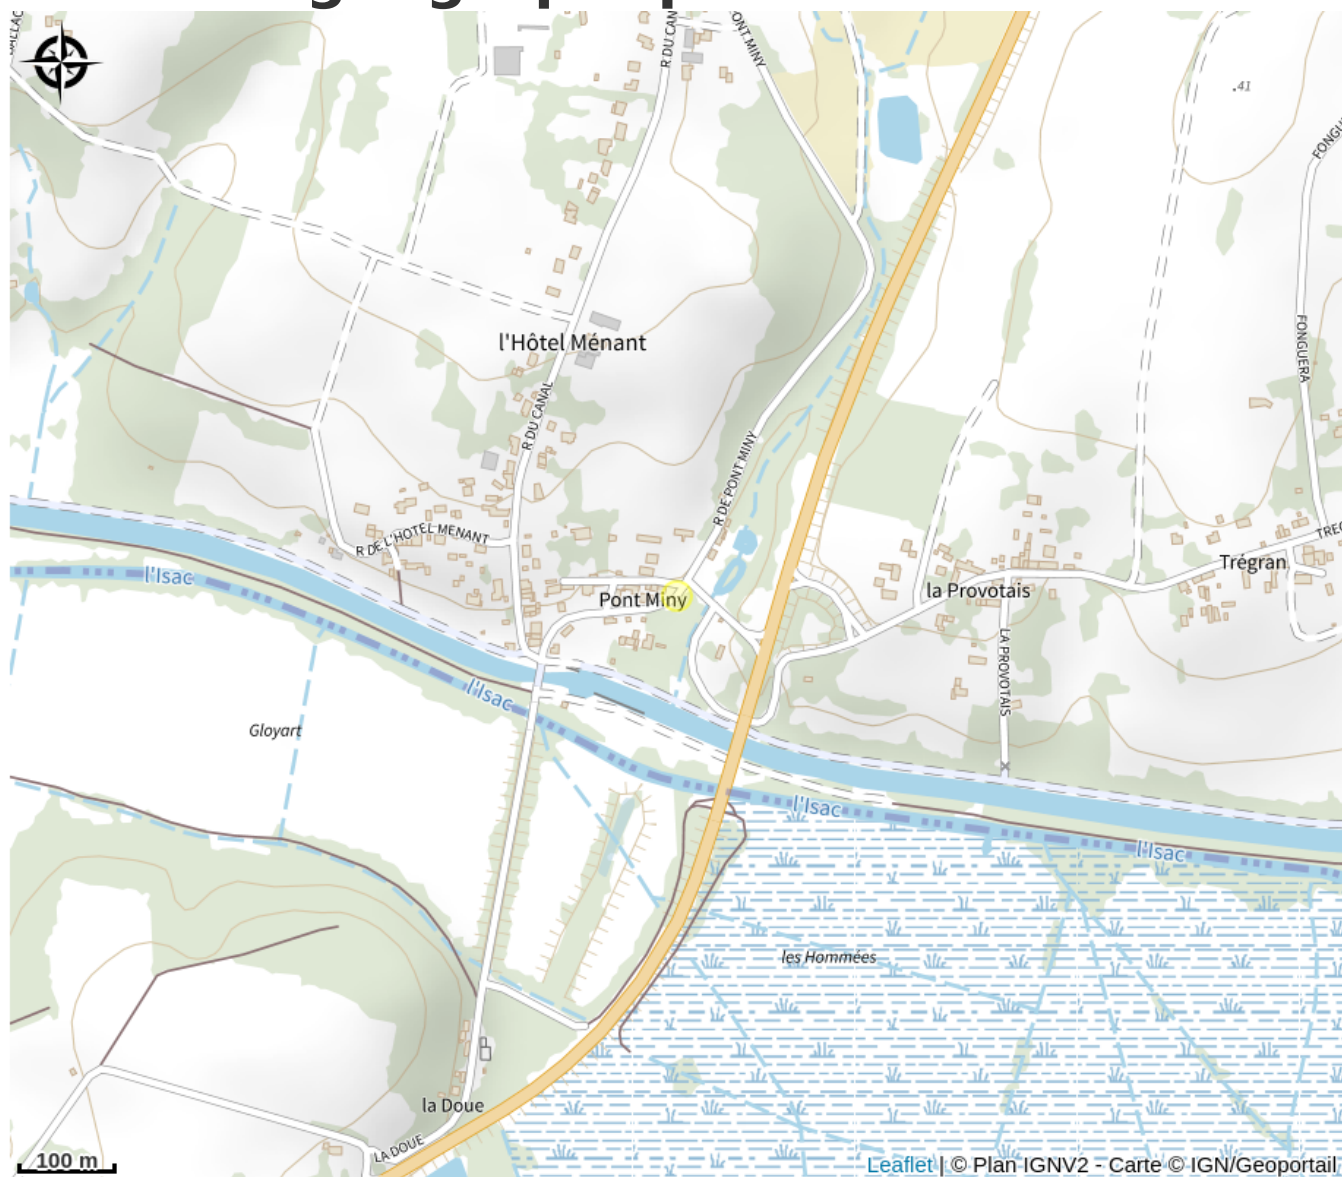 R DU CAN
ONT MINY
.41
FONGU
FONGUERA
l'Hôtel Ménant
R DU CANAL
R DE PONT MINY
R DE L'HOTEL MENANT
TREG
Trégran
l'Isac
la Provotais
Pont Miny
LA PROVOTAIS
l'Isac
Gloyart
l'Isac
l'Isac
les Hommées
la Doue
LA DOUE
100 m
Leaflet | © Plan IGNV2 - Carte © IGN/Geoportail